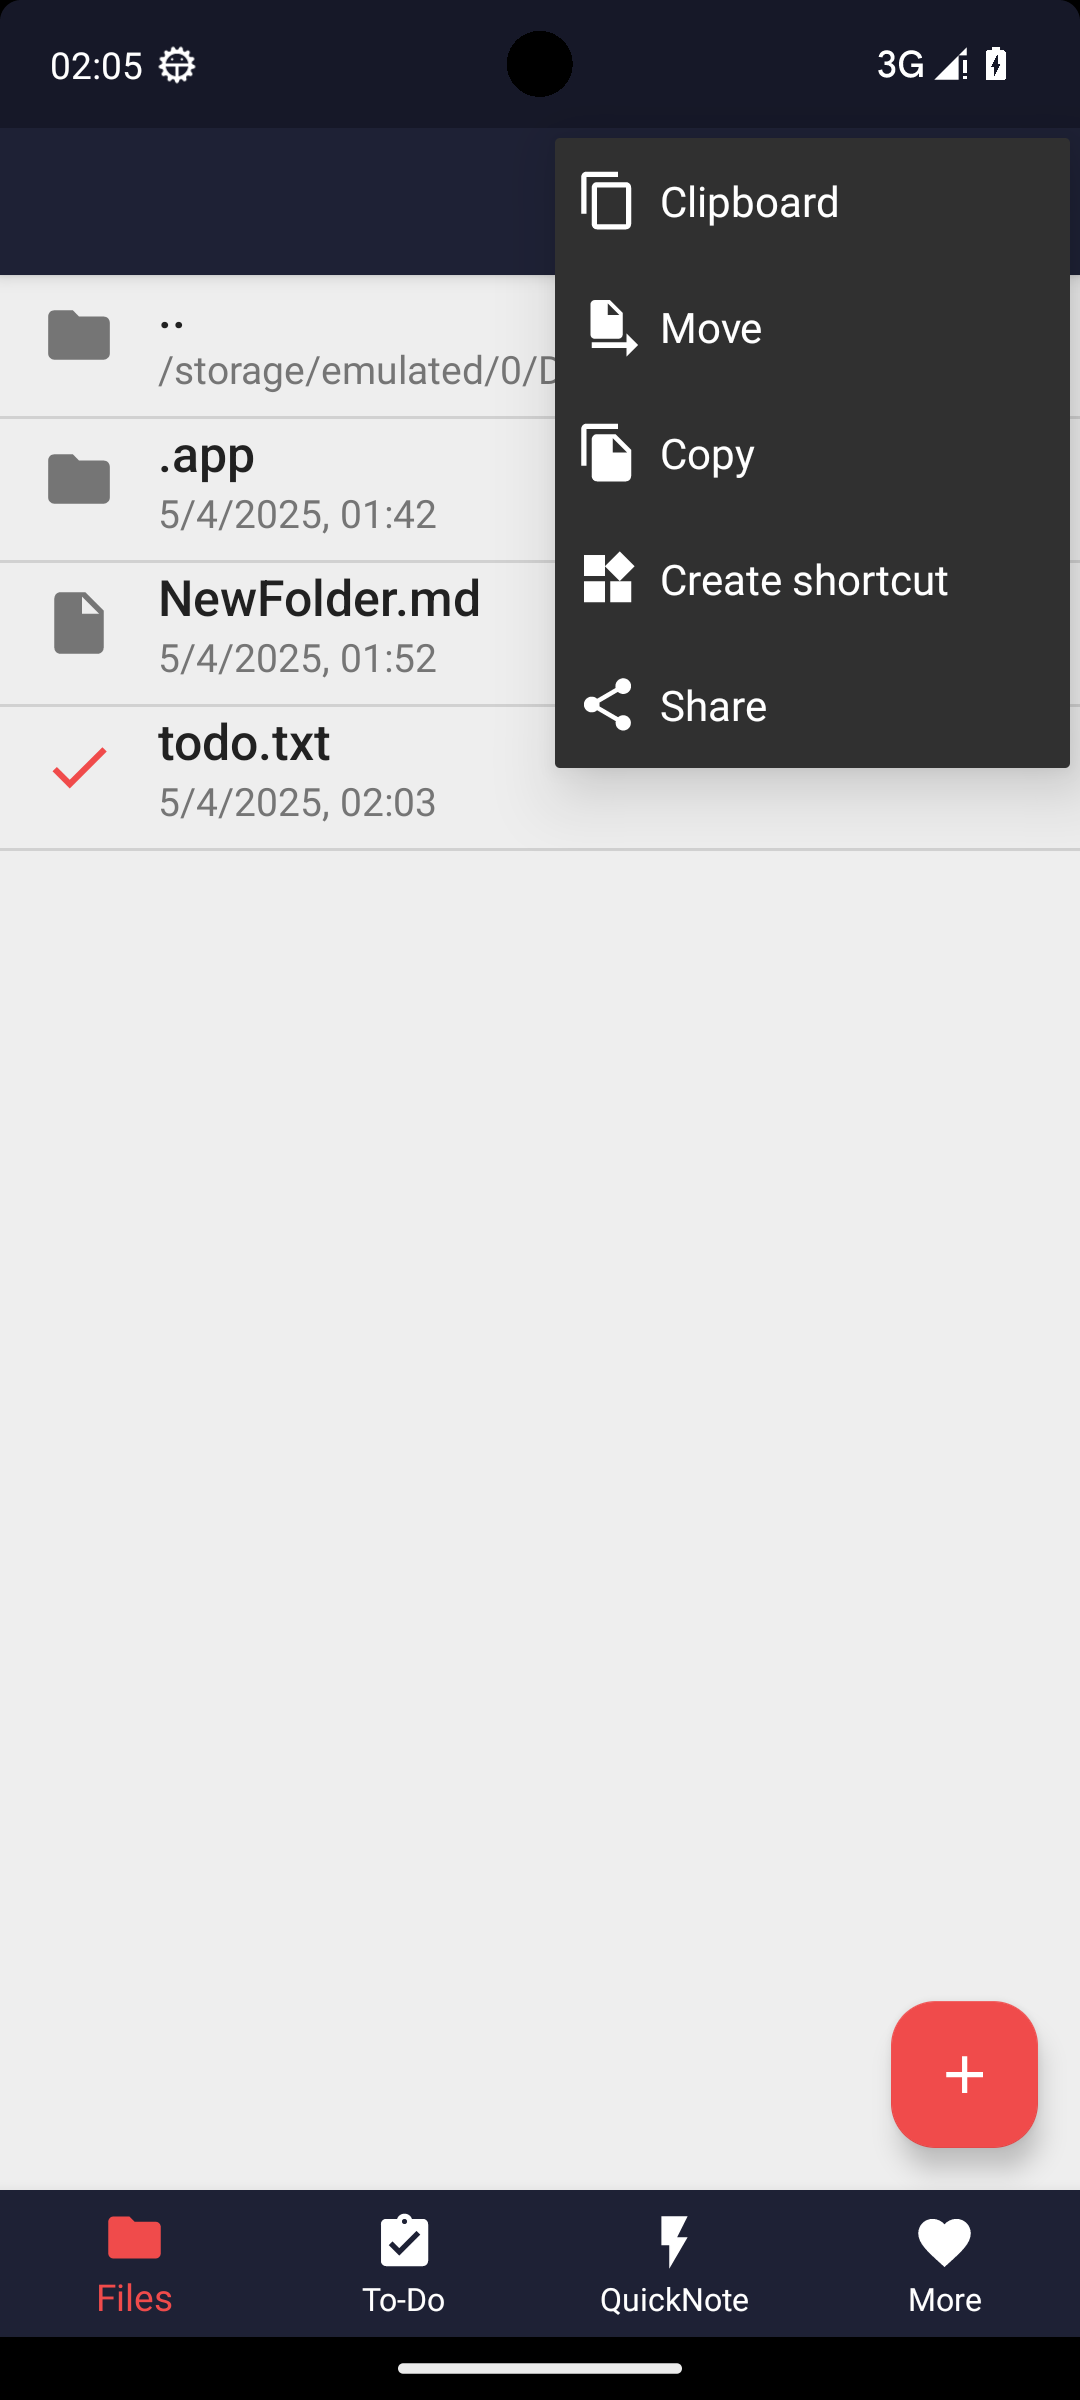 02:05
3G
Clipboard
Move
Copy
Create shortcut
Share
..
/storage/emulated/0/D
.app
5/4/2025, 01:42
NewFolder.md
5/4/2025, 01:52
todo.txt
5/4/2025, 02:03
Files
To-Do
QuickNote
More